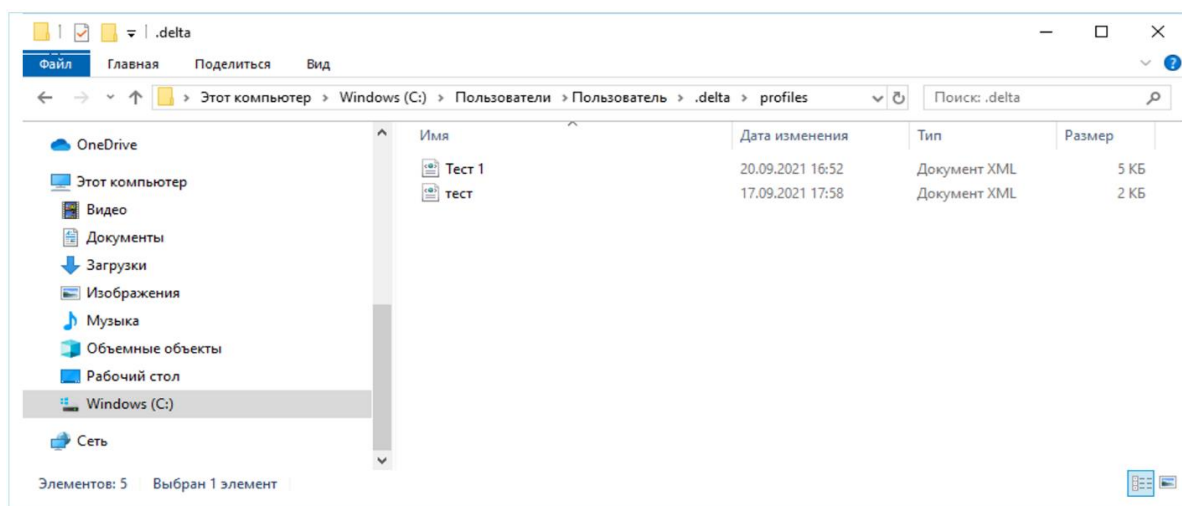 .delta
Файл Главная Поделиться Вид
Этот компьютер › Windows (C:) › Пользователи › Пользователь › .delta › profiles Поиск: .delta
Имя Дата изменения Тип Размер
OneDrive
Тест 1 20.09.2021 16:52 Документ XML 5 КБ
Этот компьютер
тест 17.09.2021 17:58 Документ XML 2 КБ
Видео
Документы
Загрузки
Изображения
Музыка
Объемные объекты
Рабочий стол
Windows (C:)
Сеть
Элементов: 5 Выбран 1 элемент